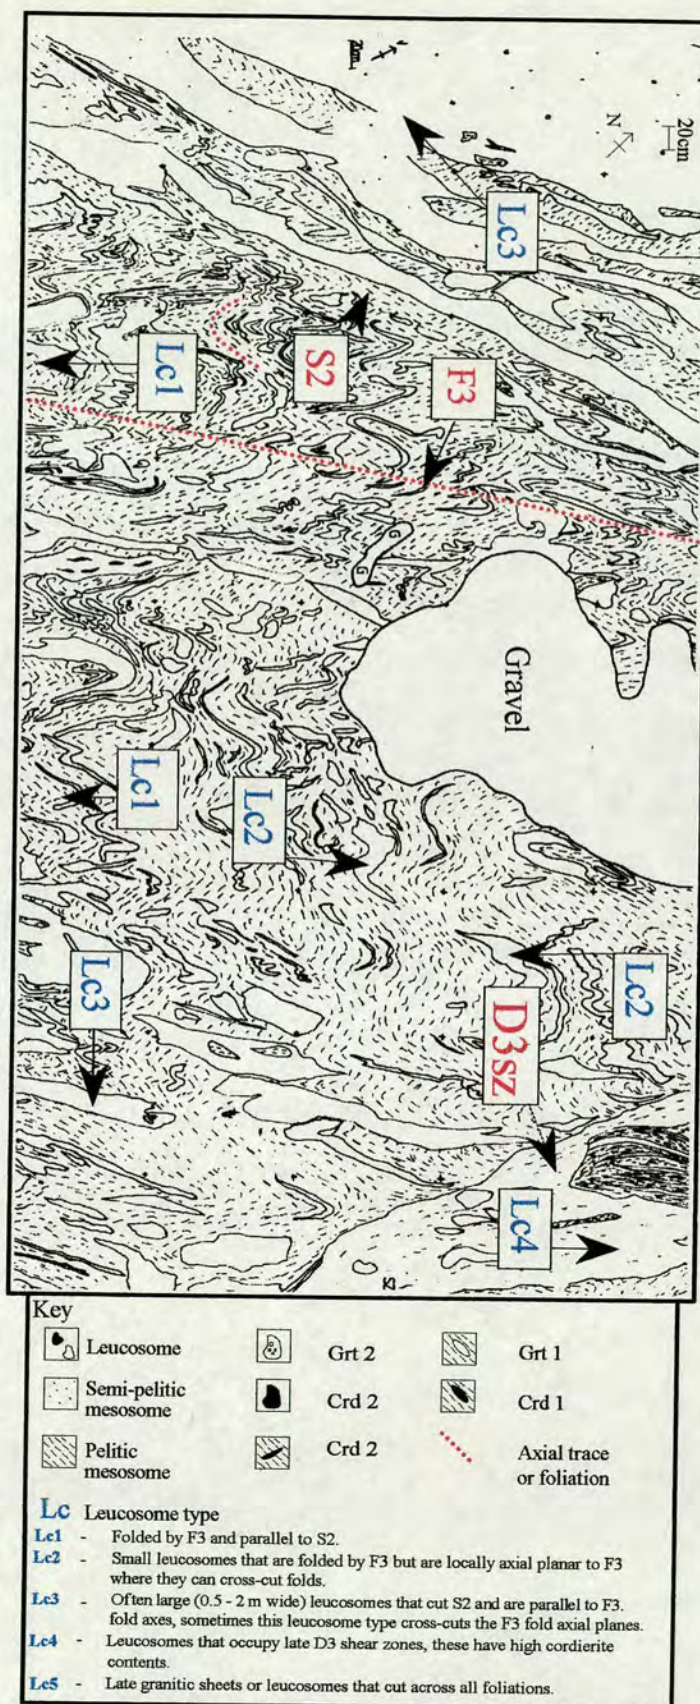 20cm
N
Lc3
S2
F3
Lc1
Gravel
Lc1
Lc2
Lc2
Lc3
D3sz
Lc4
Key
Leucosome
Grt 2
Grt 1
Semi-pelitic
mesosome
Crd 2
Crd 1
Pelitic
mesosome
Crd 2
Axial trace
or foliation
Lc Leucosome type
Lc1 - Folded by F3 and parallel to S2.
Lc2 - Small leucosomes that are folded by F3 but are locally axial planar to F3
where they can cross-cut folds.
Lc3 - Often large (0.5 - 2 m wide) leucosomes that cut S2 and are parallel to F3.
fold axes, sometimes this leucosome type cross-cuts the F3 fold axial planes.
Lc4 - Leucosomes that occupy late D3 shear zones, these have high cordierite
contents.
Lc5 - Late granitic sheets or leucosomes that cut across all foliations.